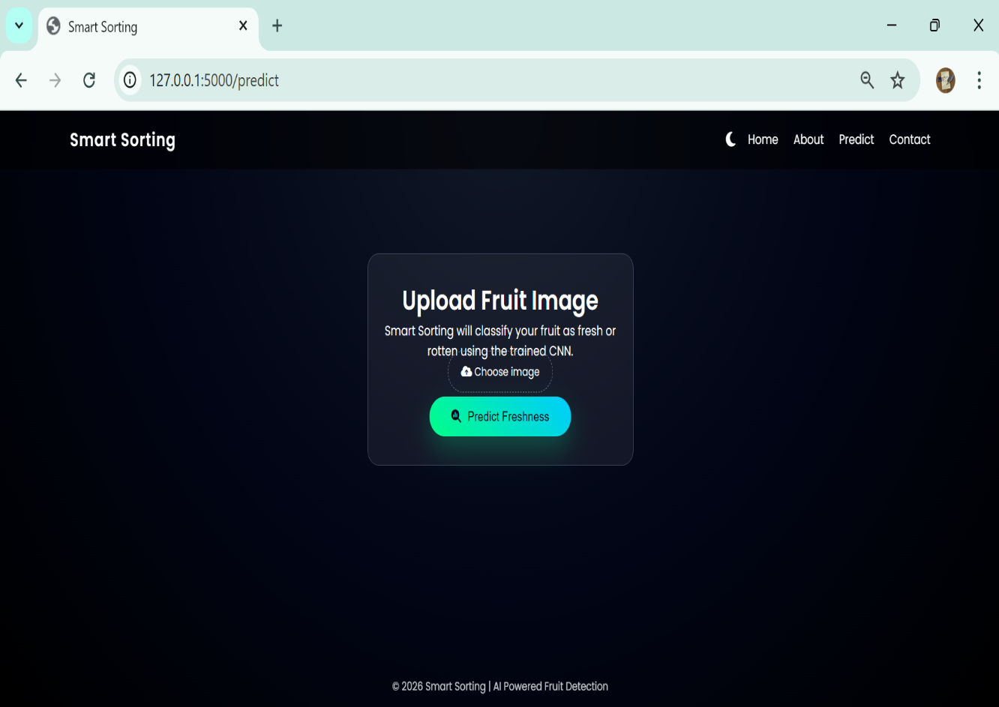 Smart Sorting
127.0.0.1:5000/predict
Smart Sorting
Home About Predict Contact
Upload Fruit Image
Smart Sorting will classify your fruit as fresh or
rotten using the trained CNN.
Choose image
Predict Freshness
© 2026 Smart Sorting | AI Powered Fruit Detection